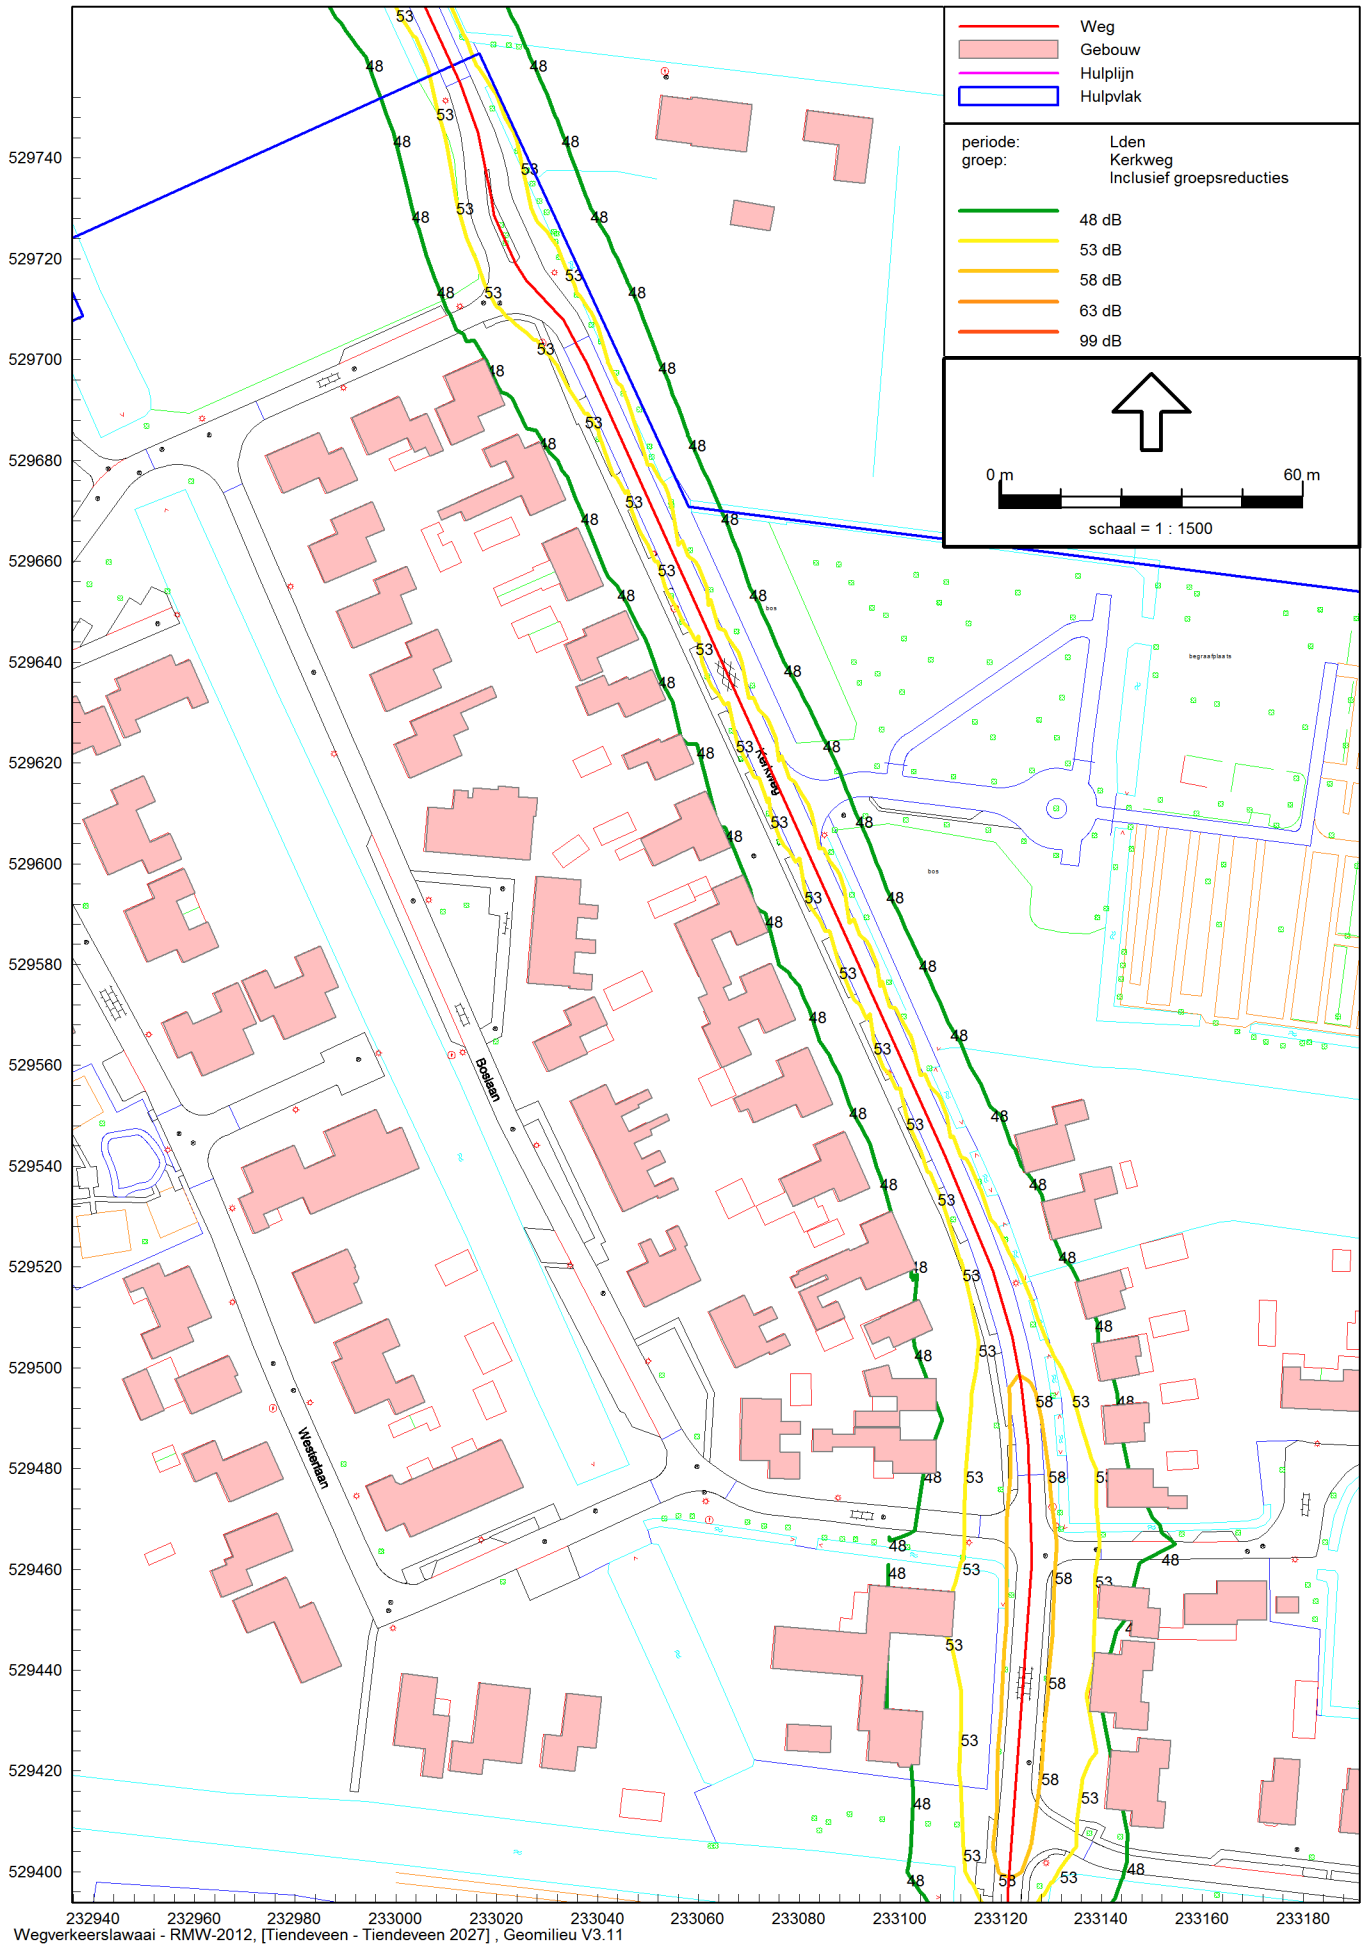 Weg
Gebouw
Hulplijn
Hulpvlak
periode: Lden
groep: Kerkweg
Inclusief groepsreducties
48 dB
53 dB
58 dB
63 dB
99 dB
0 m 60 m
schaal = 1 : 1500
529740
529720
529700
529680
529660
529640
529620
529600
529580
529560
529540
529520
529500
529480
529460
529440
529420
529400
bos
begraafplaats
Kerkweg
bos
Boslaan
Westerlaan
232940 232960 232980 233000 233020 233040 233060 233080 233100 233120 233140 233160 233180
Wegverkeerslawaai - RMW-2012, [Tiendeveen - Tiendeveen 2027] , Geomilieu V3.11